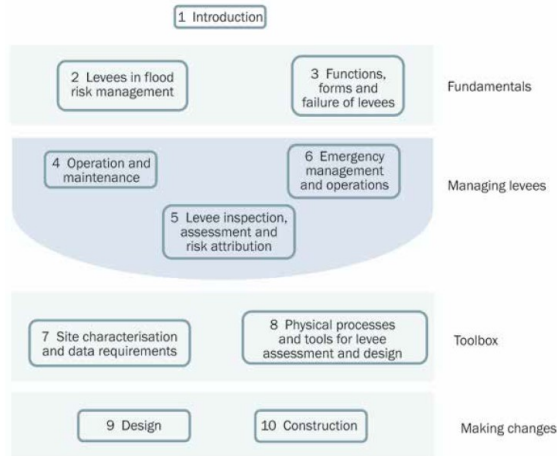 1 Introduction
2 Levees in flood
risk management
3 Functions,
forms and
failure of levees
Fundamentals
4 Operation and
maintenance
6 Emergency
management
and operations
Managing levees
5 Levee inspection,
assessment and
risk attribution
7 Site characterisation
and data requirements
8 Physical processes
and tools for levee
assessment and design
Toolbox
9 Design
10 Construction
Making changes